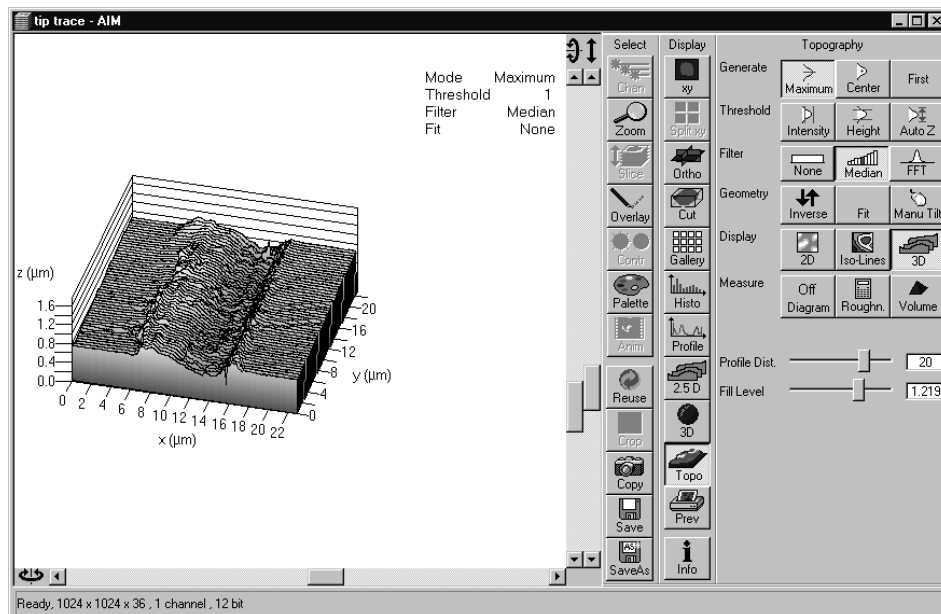 tip trace - AIM
Mode Maximum
Threshold 1
Filter Median
Fit None
z (µm)
1.6
1.2
0.8
0.4
0.0
0 2 4 6 8 10 12 14 16 18 20 22
x (µm)
0
4
8
12
16
20
y (µm)
Select
Chan
Zoom
Slice
Overlay
Contr
Palette
Anim
Reuse
Crop
Copy
Save
AS
SaveAs
Display
xy
Split xy
Ortho
Cut
Gallery
Histo
Profile
2.5 D
3D
Topo
Prev
Info
Topography
Generate
Maximum Center First
Threshold
Intensity Height Auto Z
Filter
None Median FFT
Geometry
Inverse Fit Manu Tilt
Display
2D Iso-Lines 3D
Measure
Off
Diagram Roughn. Volume
Profile Dist. 20
Fill Level 1.219
Ready, 1024 x 1024 x 36 , 1 channel , 12 bit